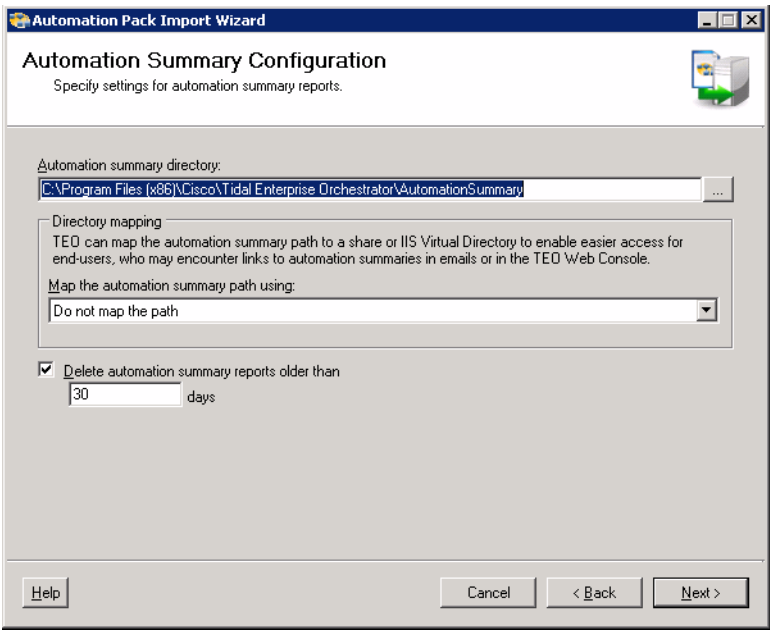 Automation Pack Import Wizard
Automation Summary Configuration
Specify settings for automation summary reports.
Automation summary directory:
C:\Program Files (x86)\Cisco\Tidal Enterprise Orchestrator\AutomationSummary
...
Directory mapping
TEO can map the automation summary path to a share or IIS Virtual Directory to enable easier access for
end-users, who may encounter links to automation summaries in emails or in the TEO Web Console.
Map the automation summary path using:
Do not map the path
Delete automation summary reports older than
30 days
Help Cancel < Back Next >